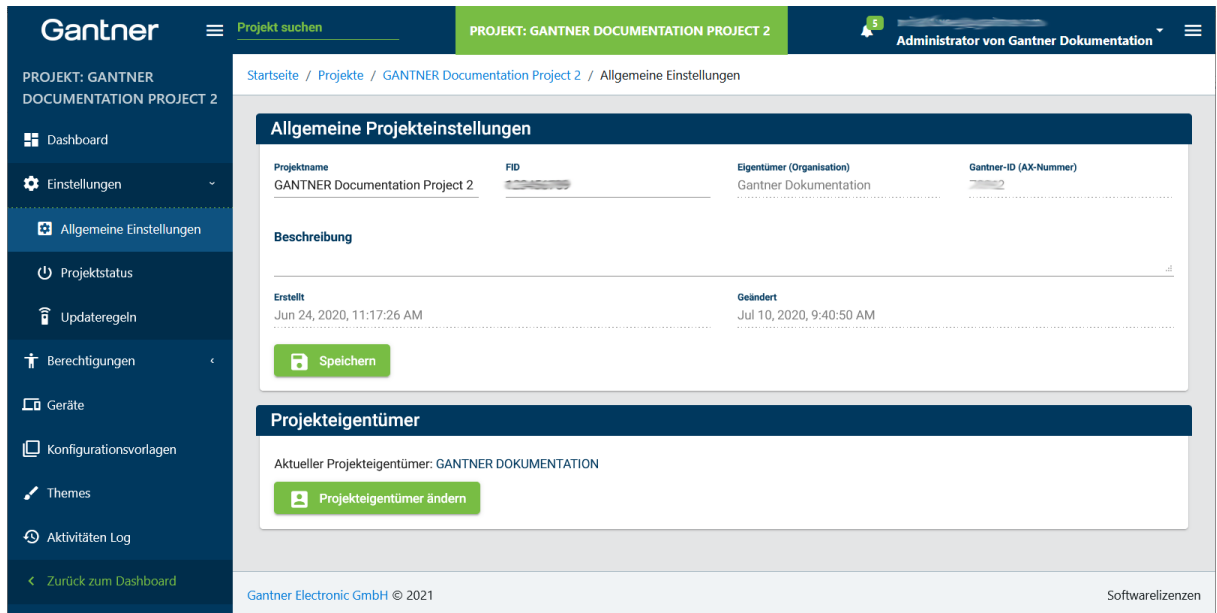 Gantner
Projekt suchen
PROJEKT: GANTNER DOCUMENTATION PROJECT 2
5
Administrator von Gantner Dokumentation
PROJEKT: GANTNER
DOCUMENTATION PROJECT 2
Dashboard
Einstellungen
Allgemeine Einstellungen
Projektstatus
Updateregeln
Berechtigungen
Geräte
Konfigurationsvorlagen
Themes
Aktivitäten Log
Zurück zum Dashboard
Startseite / Projekte / GANTNER Documentation Project 2 / Allgemeine Einstellungen
Allgemeine Projekteinstellungen
Projektname
GANTNER Documentation Project 2
FID
Eigentümer (Organisation)
Gantner Dokumentation
Gantner-ID (AX-Nummer)
Beschreibung
Erstellt
Jun 24, 2020, 11:17:26 AM
Geändert
Jul 10, 2020, 9:40:50 AM
Speichern
Projekteigentümer
Aktueller Projekteigentümer: GANTNER DOKUMENTATION
Projekteigentümer ändern
Gantner Electronic GmbH © 2021
Softwarelizenzen